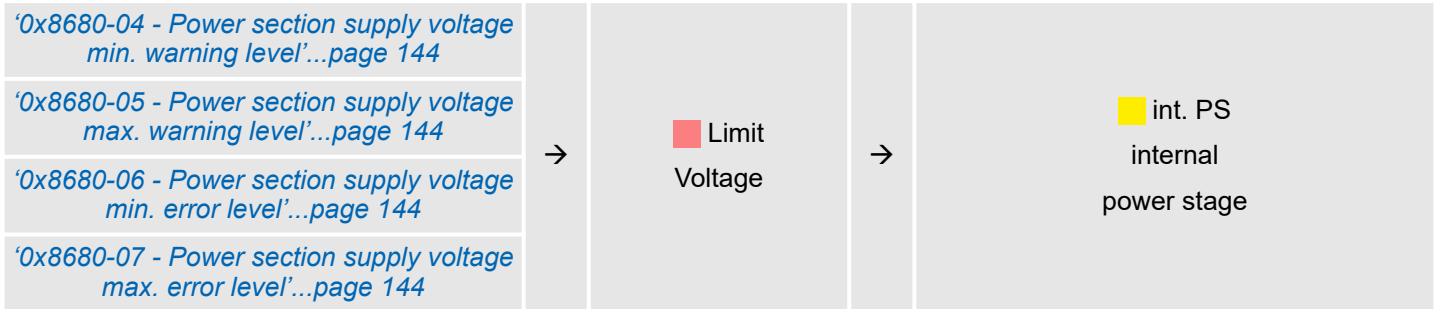 ‘0x8680-04 - Power section supply voltage
min. warning level’...page 144
‘0x8680-05 - Power section supply voltage
max. warning level’...page 144
‘0x8680-06 - Power section supply voltage
min. error level’...page 144
‘0x8680-07 - Power section supply voltage
max. error level’...page 144
→
Limit
Voltage
→
int. PS
internal
power stage